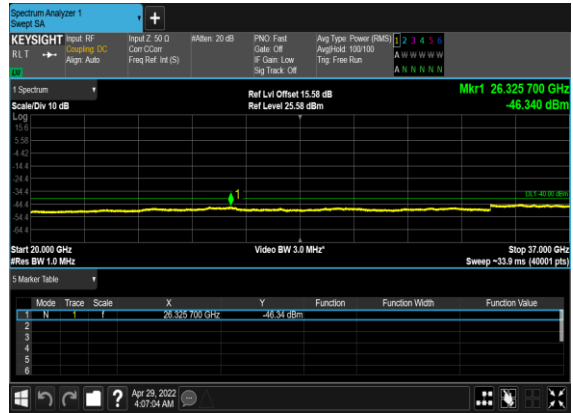 Spectrum Analyzer 1
Swept SA
KEYSIGHT Input: RF Input Z: 50 Ω #Atten: 20 dB PNO: Fast Avg Type: Power (RMS) 1 2 3 4 5 6
RLT Coupling: DC Corr CCorr Gate: Off Avg|Hold: 100/100 A W W W W W
Align: Auto Freq Ref: Int (S) IF Gain: Low Trig: Free Run
Sig Track: Off A N N N N N
1 Spectrum Ref Lvl Offset 15.58 dB Mkr1 26.325 700 GHz
Scale/Div 10 dB Ref Level 25.58 dBm -46.340 dBm
Log
15.6
5.58
-4.42
-14.4
-24.4
-34.4 1 DL1 -40.00 dBm
-44.4
-54.4
-64.4
Start 20.000 GHz Video BW 3.0 MHz* Stop 37.000 GHz
#Res BW 1.0 MHz Sweep ~33.9 ms (40001 pts)
5 Marker Table
Mode Trace Scale X Y Function Function Width Function Value
1 N 1 f 26.325 700 GHz -46.34 dBm
2
3
4
5
6
? Apr 29, 2022
4:07:04 AM